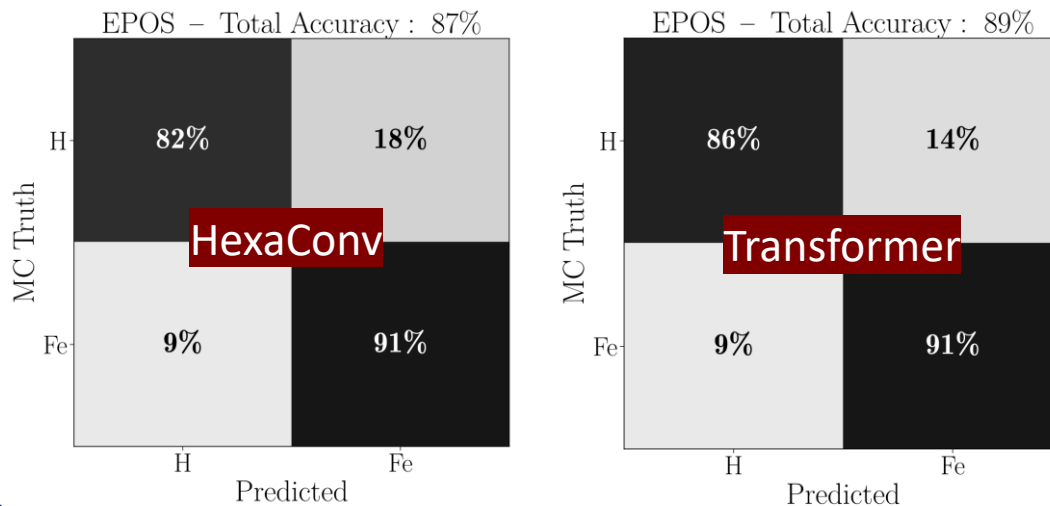 EPOS – Total Accuracy : 87%
H
82%
18%
MC Truth
HexaConv
Fe
9%
91%
H
Fe
Predicted
EPOS – Total Accuracy : 89%
H
86%
14%
MC Truth
Transformer
Fe
9%
91%
H
Fe
Predicted